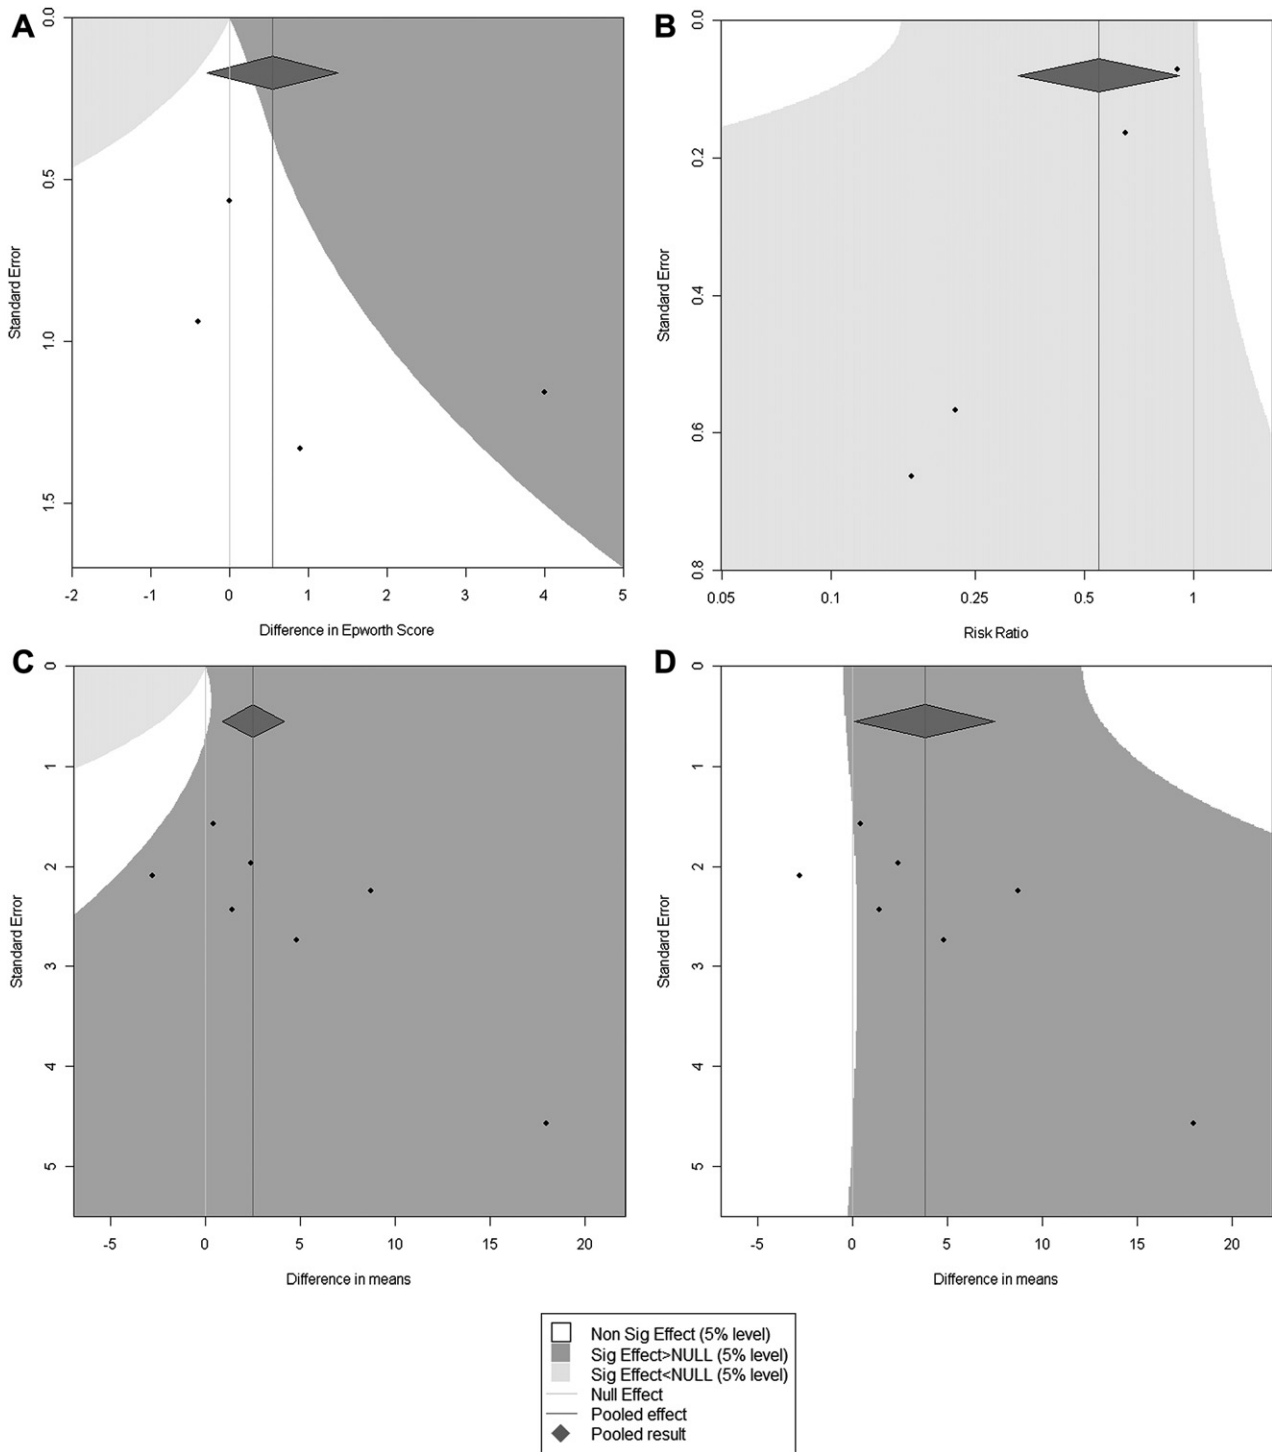 A
0.0
0.5
1.0
1.5
Standard Error
-2 -1 0 1 2 3 4 5
Difference in Epworth Score
B
0.0
0.2
0.4
0.6
0.8
Standard Error
0.05 0.1 0.25 0.5 1
Risk Ratio
C
0
1
2
3
4
5
Standard Error
-5 0 5 10 15 20
Difference in means
D
0
1
2
3
4
5
Standard Error
-5 0 5 10 15 20
Difference in means
Non Sig Effect (5% level)
Sig Effect>NULL (5% level)
Sig Effect<NULL (5% level)
Null Effect
Pooled effect
Pooled result